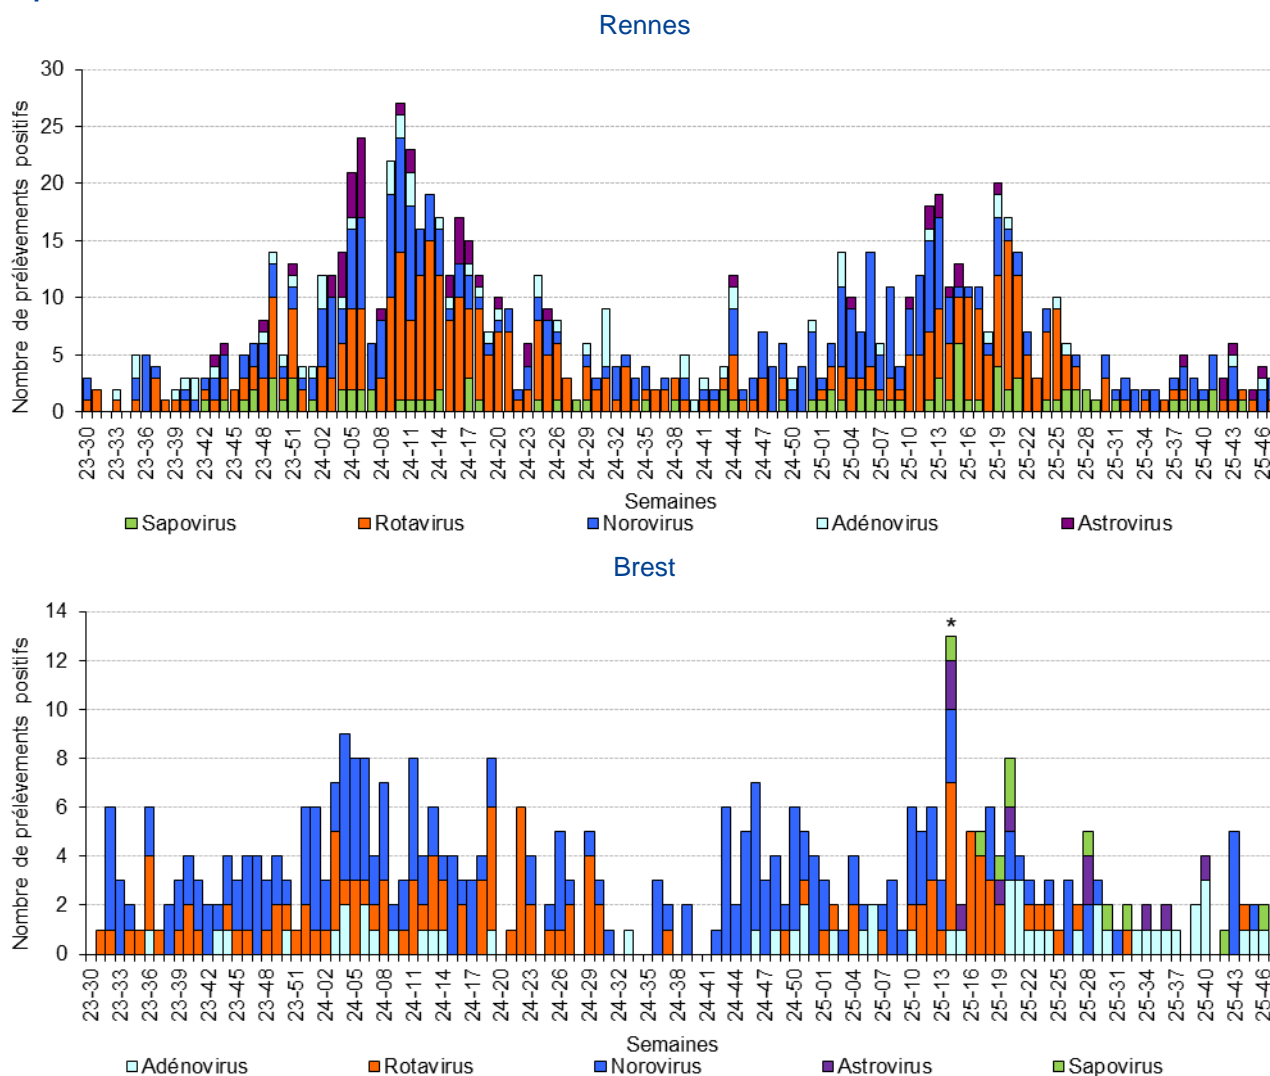 Rennes
Nombre de prélèvements positifs
30
25
20
15
10
5
0
23-30 23-33 23-36 23-39 23-42 23-45 23-48 23-51 24-02 24-05 24-08 24-11 24-14 24-17 24-20 24-23 24-26 24-29 24-32 24-35 24-38 24-41 24-44 24-47 24-50 25-01 25-04 25-07 25-10 25-13 25-16 25-19 25-22 25-25 25-28 25-31 25-34 25-37 25-40 25-43 25-46
Semaines
Sapovirus Rotavirus Norovirus Adénovirus Astrovirus
Brest
Nombre de prélèvements positifs
14
12
10
8
6
4
2
0
*
23-30 23-33 23-36 23-39 23-42 23-45 23-48 23-51 24-02 24-05 24-08 24-11 24-14 24-17 24-20 24-23 24-26 24-29 24-32 24-35 24-38 24-41 24-44 24-47 24-50 25-01 25-04 25-07 25-10 25-13 25-16 25-19 25-22 25-25 25-28 25-31 25-34 25-37 25-40 25-43 25-46
Semaines
Adénovirus Rotavirus Norovirus Astrovirus Sapovirus